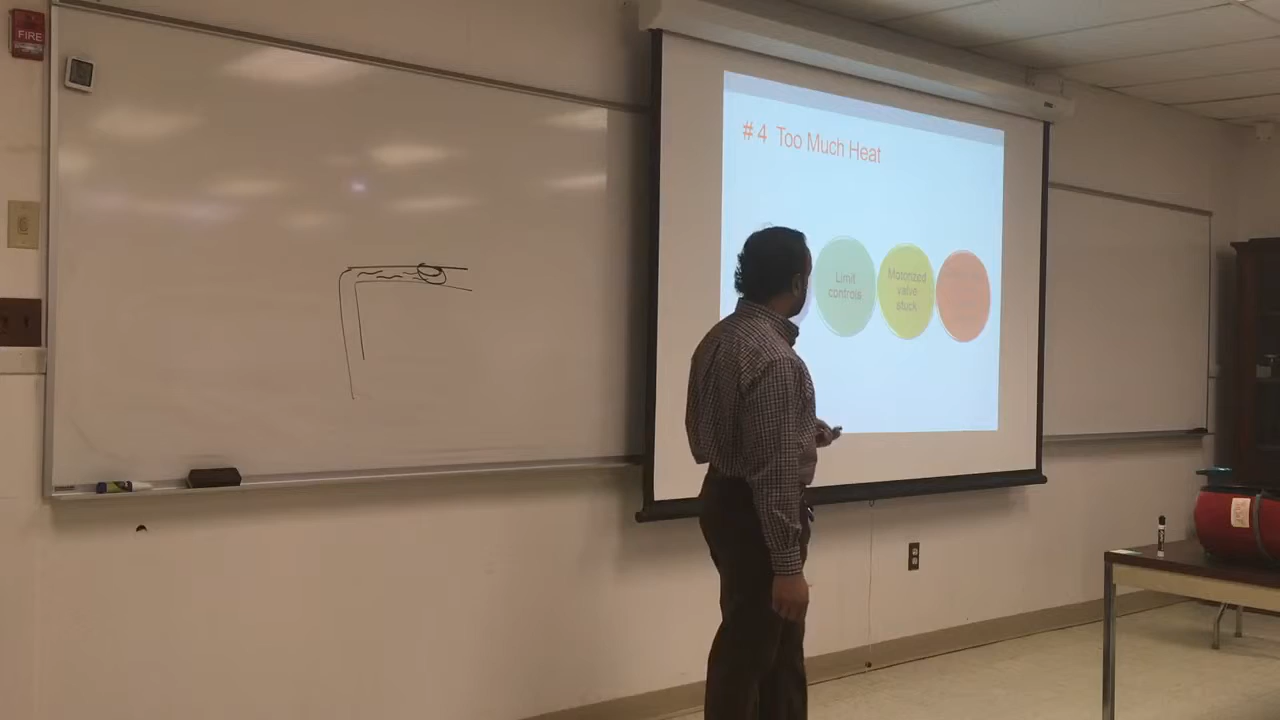 FIRE
# 4 Too Much Heat
Limit
controls
Motorized
valve
stuck